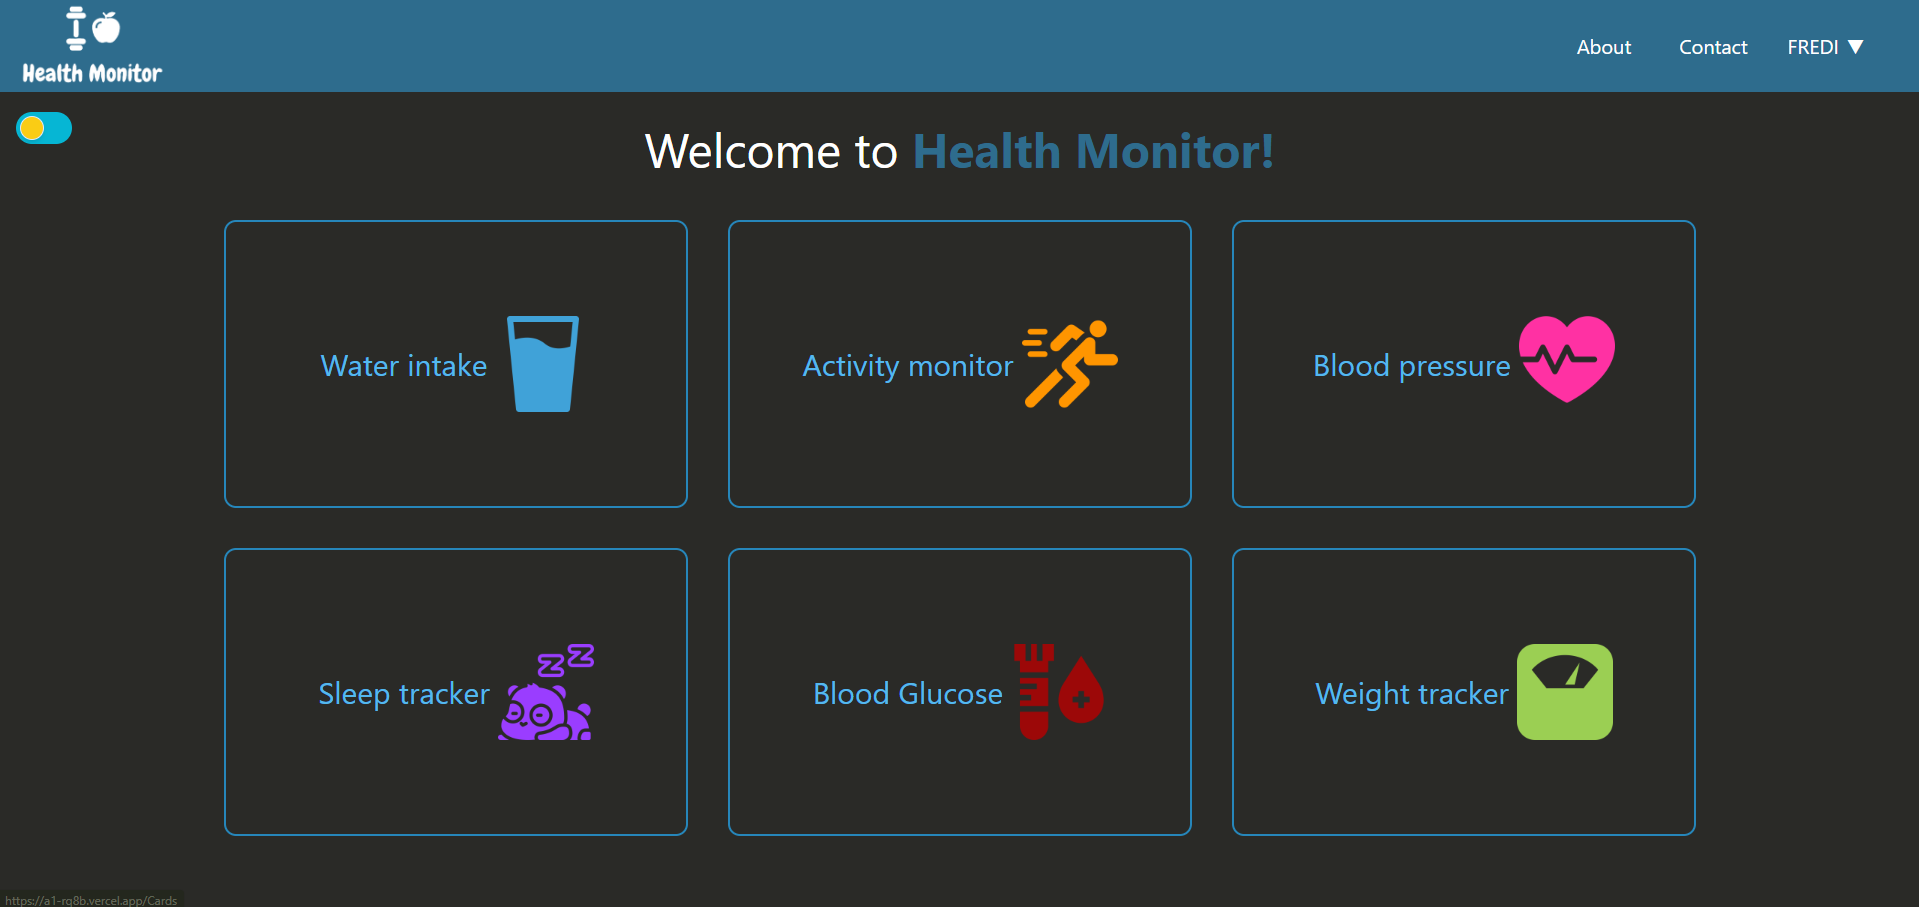 Health Monitor
About
Contact
FREDI ▼
Welcome to Health Monitor!
Water intake
Activity monitor
Blood pressure
Sleep tracker
Blood Glucose
Weight tracker
https://a1-rq8b.vercel.app/Cards